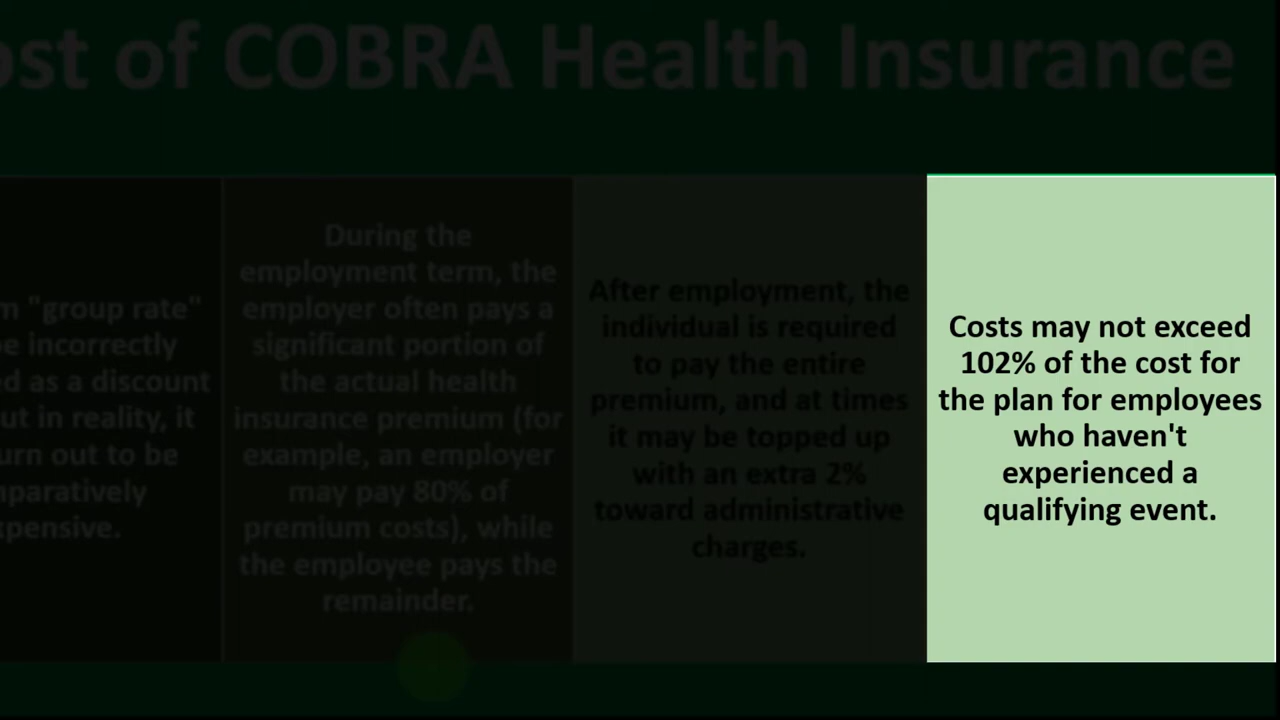 ost of COBRA Health Insurance
m "group rate"
e incorrectly
d as a discount
ut in reality, it
urn out to be
mparatively
pensive.
During the
employment term, the
employer often pays a
significant portion of
the actual health
insurance premium (for
example, an employer
may pay 80% of
premium costs), while
the employee pays the
remainder.
After employment, the
individual is required
to pay the entire
premium, and at times
it may be topped up
with an extra 2%
toward administrative
charges.
Costs may not exceed
102% of the cost for
the plan for employees
who haven't
experienced a
qualifying event.